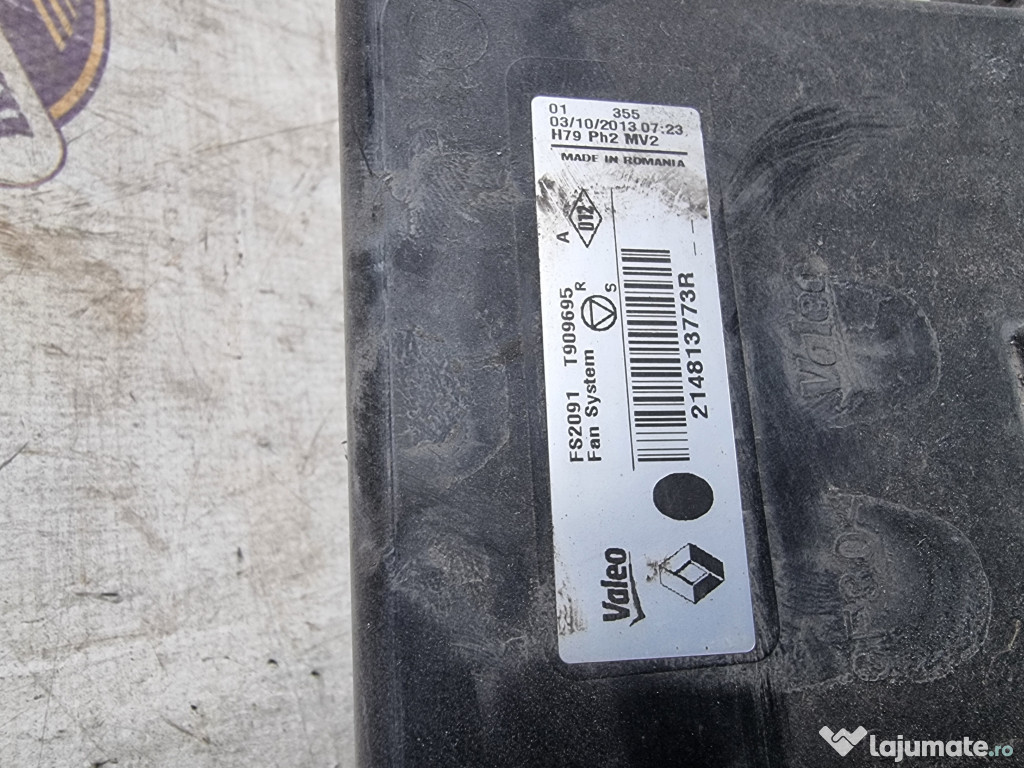 01 355
03/10/2013 07:23
H79 Ph2 MV2
MADE IN ROMANIA
A 012
FS2091 T909695
Fan System
R
S
214813773R
Valeo
Valeo
lajumate.ro